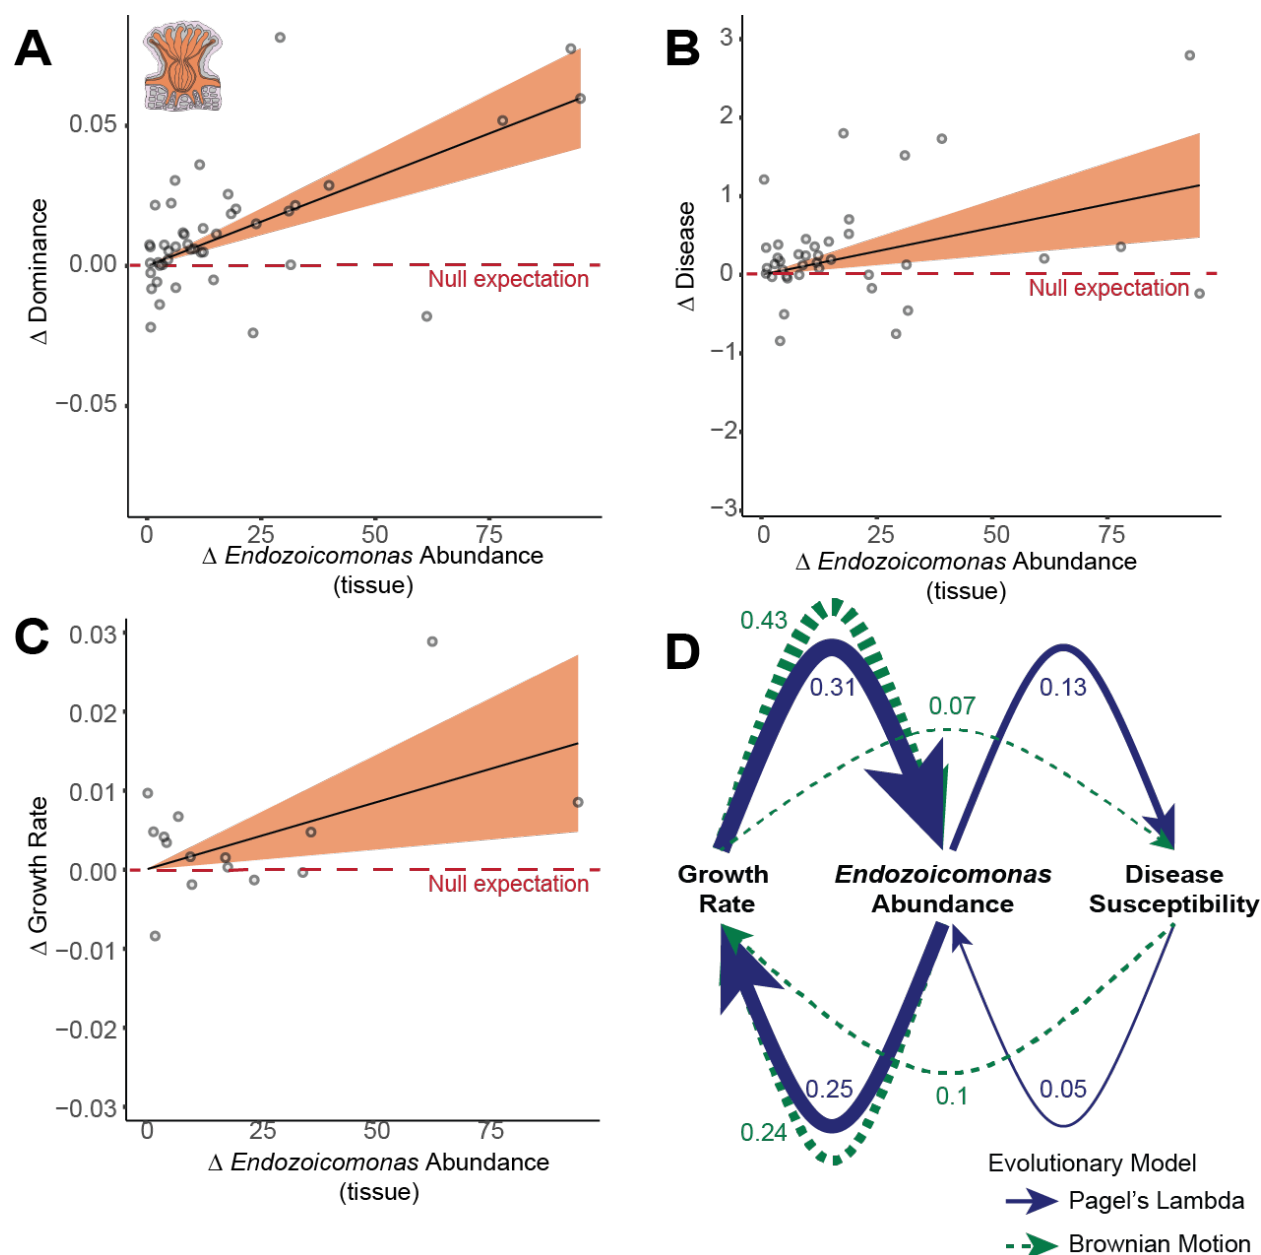 A
0.05
0.00
−0.05
Δ Dominance
Null expectation
0 25 50 75
Δ Endozoicomonas Abundance
(tissue)
B
3
2
1
0
−1
−2
−3
Δ Disease
Null expectation
0 25 50 75
Δ Endozoicomonas Abundance
(tissue)
C
0.03
0.02
0.01
0.00
−0.01
−0.02
−0.03
Δ Growth Rate
Null expectation
0 25 50 75
Δ Endozoicomonas Abundance
(tissue)
D
0.43
0.31
0.07
0.13
Growth
Rate
Endozoicomonas
Abundance
Disease
Susceptibility
0.25
0.24
0.1
0.05
Evolutionary Model
Pagel's Lambda
Brownian Motion